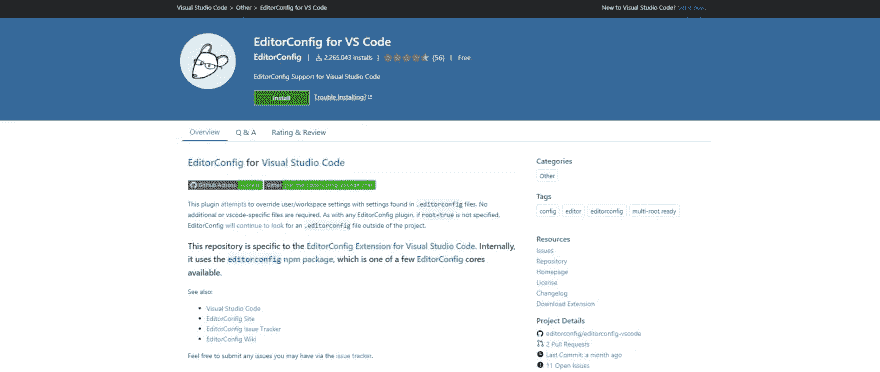 Visual Studio Code > Other > EditorConfig for VS Code
New to Visual Studio Code?
EditorConfig for VS Code
EditorConfig | 2,265,043 installs | (56) | Free
EditorConfig Support for Visual Studio Code
Install Trouble Installing?
Overview Q & A Rating & Review
EditorConfig for Visual Studio Code
GitHub Actions
This plugin attempts to override user/workspace settings with settings found in .editorconfig files. No
additional or vscode-specific files are required. As with any EditorConfig plugin, if root=true is not specified,
EditorConfig will continue to look for an .editorconfig file outside of the project.
This repository is specific to the EditorConfig Extension for Visual Studio Code. Internally,
it uses the editorconfig npm package, which is one of a few EditorConfig cores
available.
See also:
Visual Studio Code
EditorConfig Site
EditorConfig Issue Tracker
EditorConfig Wiki
Feel free to submit any issues you may have via the issue tracker.
Categories
Other
Tags
config editor editorconfig multi-root ready
Resources
Issues
Repository
Homepage
License
Changelog
Download Extension
Project Details
editorconfig/editorconfig-vscode
2 Pull Requests
Last Commit: a month ago
11 Open Issues